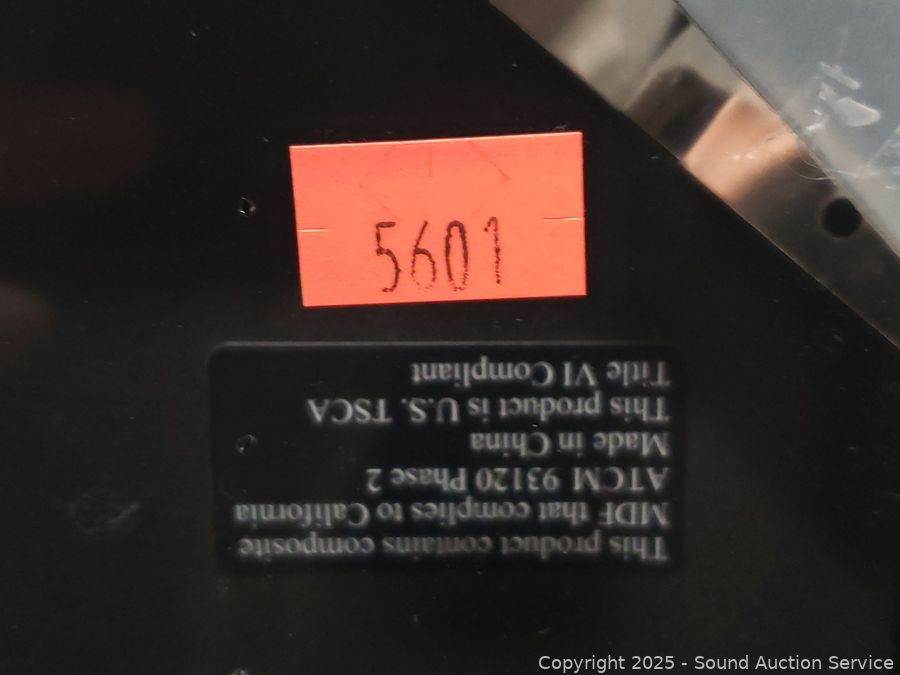 5601
This product contains composite
MDF that complies to California
ATCM 93120 Phase 2
Made in China
This product is U.S. TSCA
Title VI Compliant
Copyright 2025 - Sound Auction Service